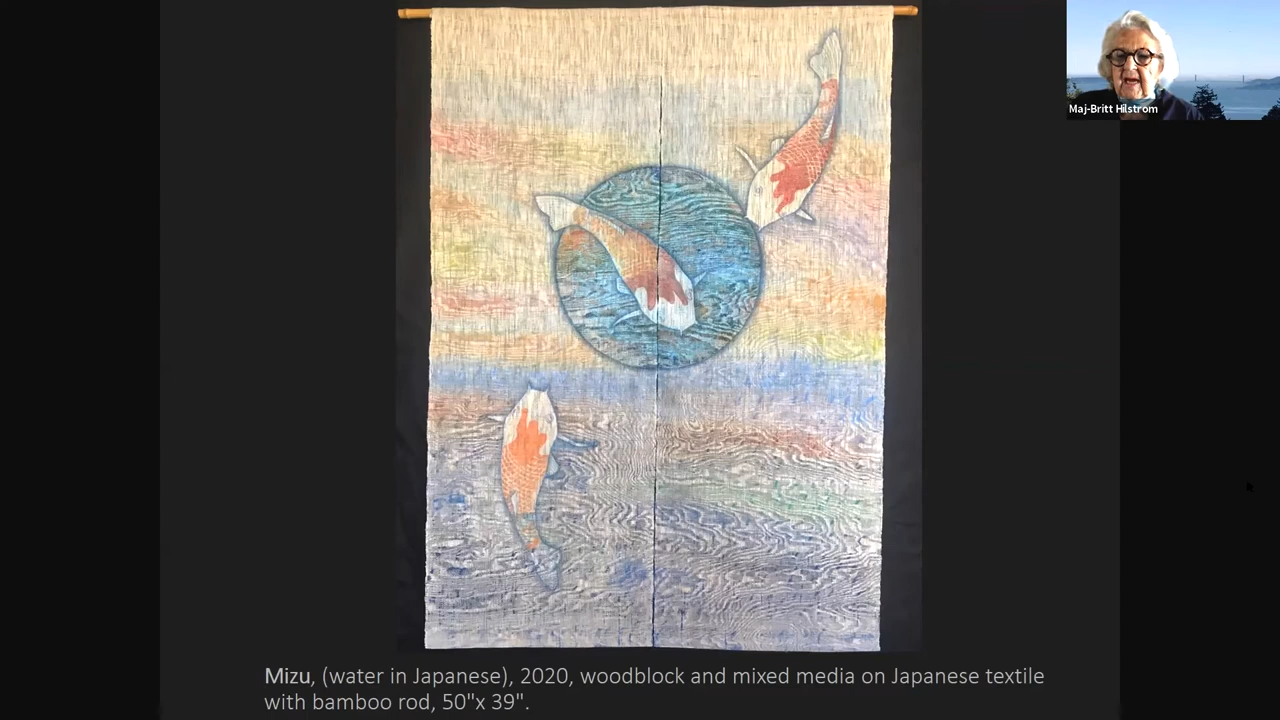 Maj-Britt Hilstrom
Mizu, (water in Japanese), 2020, woodblock and mixed media on Japanese textile
with bamboo rod, 50"x 39".